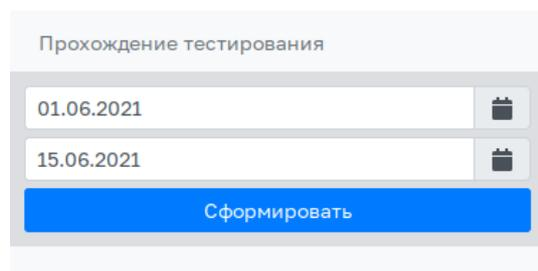 Прохождение тестирования
01.06.2021
15.06.2021
Сформировать